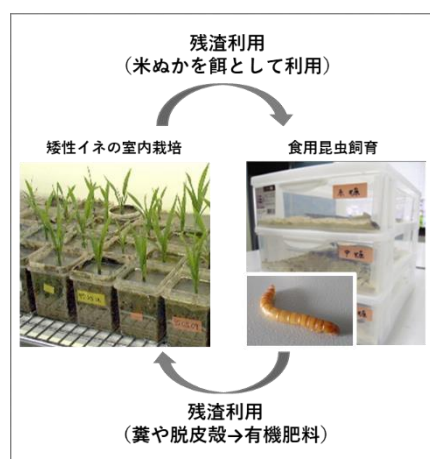 残渣利用
（米ぬかを餌として利用）
矮性イネの室内栽培
食用昆虫飼育
残渣利用
（糞や脱皮殻→有機肥料）